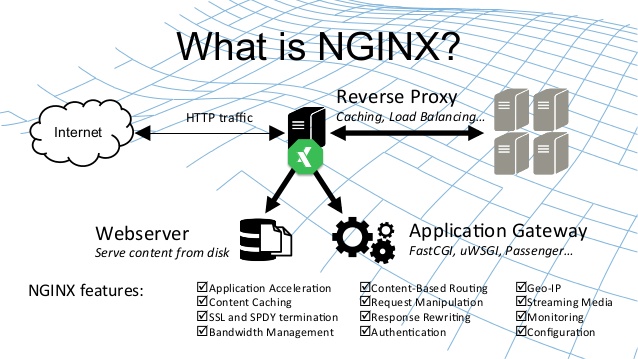 What is NGINX?
Internet
HTTP traffic
Reverse Proxy
Caching, Load Balancing...
Webserver
Serve content from disk
Application Gateway
FastCGI, uWSGI, Passenger...
NGINX features:
Application Acceleration
Content Caching
SSL and SPDY termination
Bandwidth Management
Content-Based Routing
Request Manipulation
Response Rewriting
Authentication
Geo-IP
Streaming Media
Monitoring
Configuration